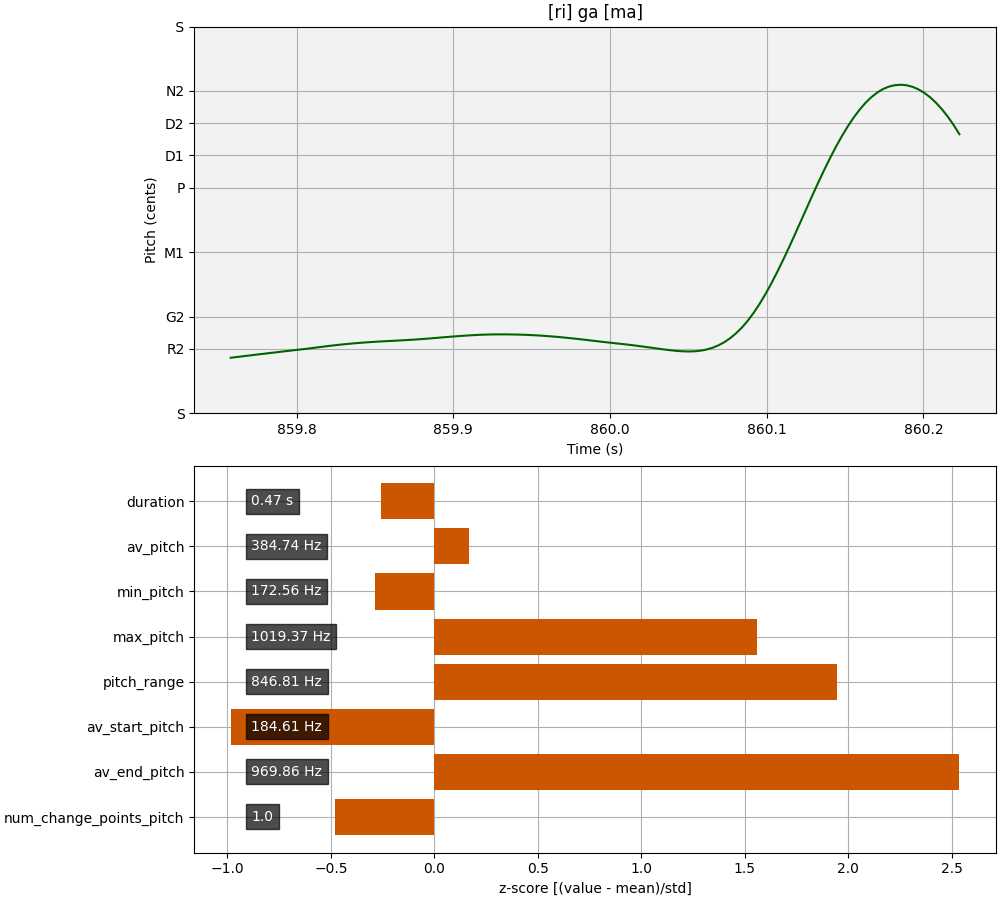 [ri] ga [ma]
S
N2
D2
D1
P
M1
G2
R2
S
Pitch (cents)
859.8 859.9 860.0 860.1 860.2
Time (s)
duration 0.47 s
av_pitch 384.74 Hz
min_pitch 172.56 Hz
max_pitch 1019.37 Hz
pitch_range 846.81 Hz
av_start_pitch 184.61 Hz
av_end_pitch 969.86 Hz
num_change_points_pitch 1.0
−1.0 −0.5 0.0 0.5 1.0 1.5 2.0 2.5
z-score [(value - mean)/std]